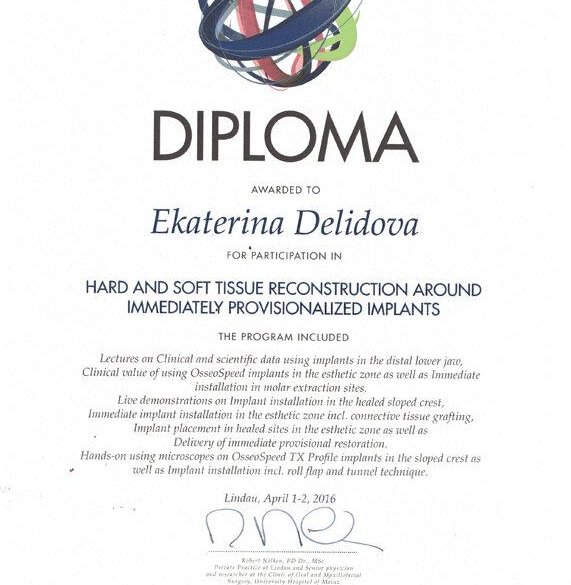 DIPLOMA
AWARDED TO
Ekaterina Delidova
FOR PARTICIPATION IN
HARD AND SOFT TISSUE RECONSTRUCTION AROUND
IMMEDIATELY PROVISIONALIZED IMPLANTS
THE PROGRAM INCLUDED
Lectures on Clinical and scientific data using implants in the distal lower jaw,
Clinical value of using OsseoSpeed implants in the esthetic zone as well as Immediate
installation in molar extraction sites.
Live demonstrations on Implant installation in the healed sloped crest,
Immediate implant installation in the esthetic zone incl. connective tissue grafting,
Implant placement in healed sites in the esthetic zone as well as
Delivery of immediate provisional restoration.
Hands-on using microscopes on OsseoSpeed TX Profile implants in the sloped crest as
well as Implant installation incl. roll flap and tunnel technique.
Lindau, April 1-2, 2016
Robert Nölken, PD Dr., MSc.
Private Practice at Lindau and Senior physician
and researcher at the Clinic of Oral and Maxillofacial
Surgery, University Hospital of Mainz